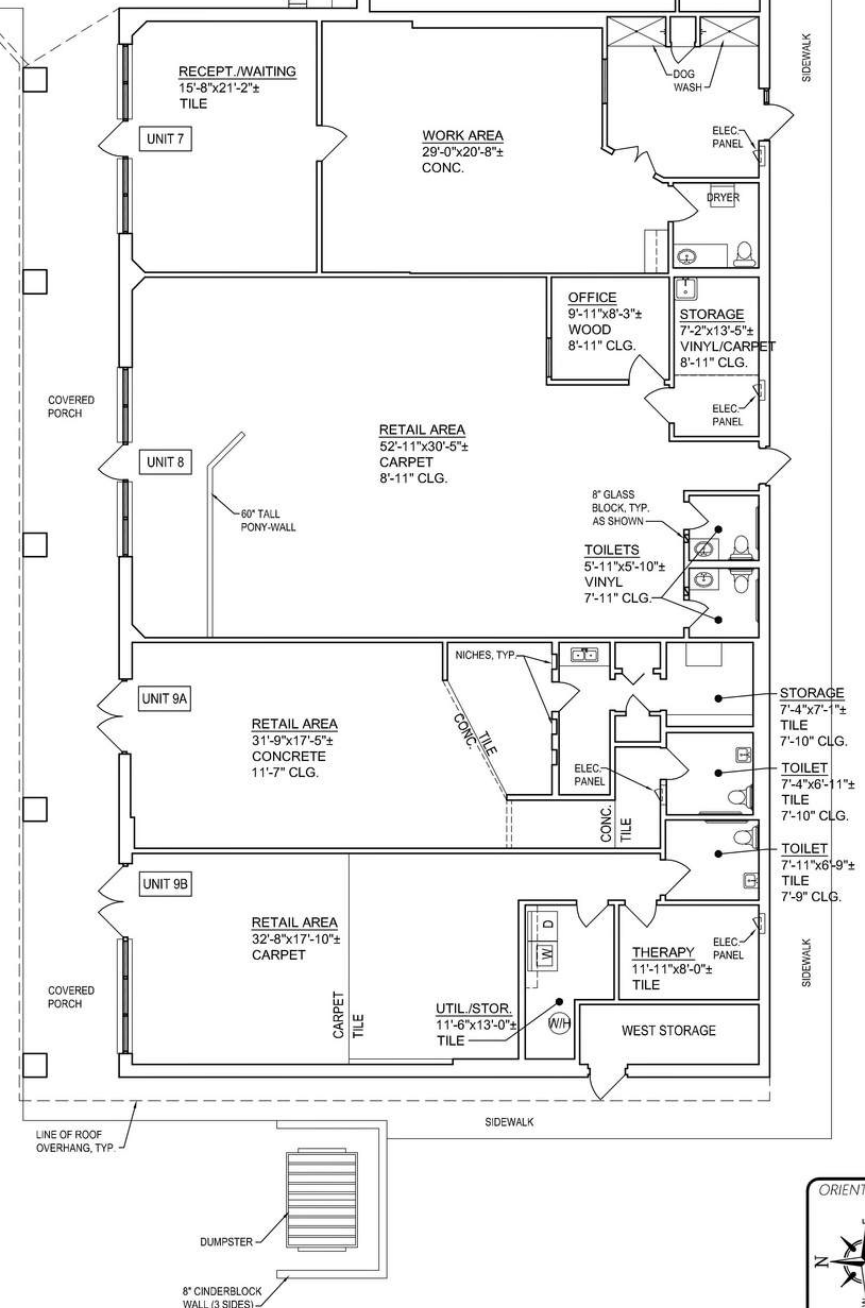 RECEPT./WAITING
15'-8"x21'-2"±
TILE
UNIT 7
WORK AREA
29'-0"x20'-8"±
CONC.
DOG
WASH
ELEC.
PANEL
DRYER
SIDEWALK
OFFICE
9'-11"x8'-3"±
WOOD
8'-11" CLG.
STORAGE
7'-2"x13'-5"±
VINYL/CARPET
8'-11" CLG.
ELEC.
PANEL
COVERED
PORCH
UNIT 8
RETAIL AREA
52'-11"x30'-5"±
CARPET
8'-11" CLG.
60" TALL
PONY-WALL
8" GLASS
BLOCK, TYP.
AS SHOWN
TOILETS
5'-11"x5'-10"±
VINYL
7'-11" CLG.
UNIT 9A
RETAIL AREA
31'-9"x17'-5"±
CONCRETE
11'-7" CLG.
NICHES, TYP.
CONC.
TILE
ELEC.
PANEL
CONC.
TILE
STORAGE
7'-4"x7'-1"±
TILE
7'-10" CLG.
TOILET
7'-4"x6'-11"±
TILE
7'-10" CLG.
TOILET
7'-11"x6'-9"±
TILE
7'-9" CLG.
UNIT 9B
RETAIL AREA
32'-8"x17'-10"±
CARPET
CARPET
TILE
D
W
W/H
UTIL./STOR.
11'-6"x13'-0"±
TILE
THERAPY
11'-11"x8'-0"±
TILE
ELEC.
PANEL
SIDEWALK
WEST STORAGE
COVERED
PORCH
SIDEWALK
LINE OF ROOF
OVERHANG, TYP.
DUMPSTER
8" CINDERBLOCK
WALL (3 SIDES)
ORIENT
N